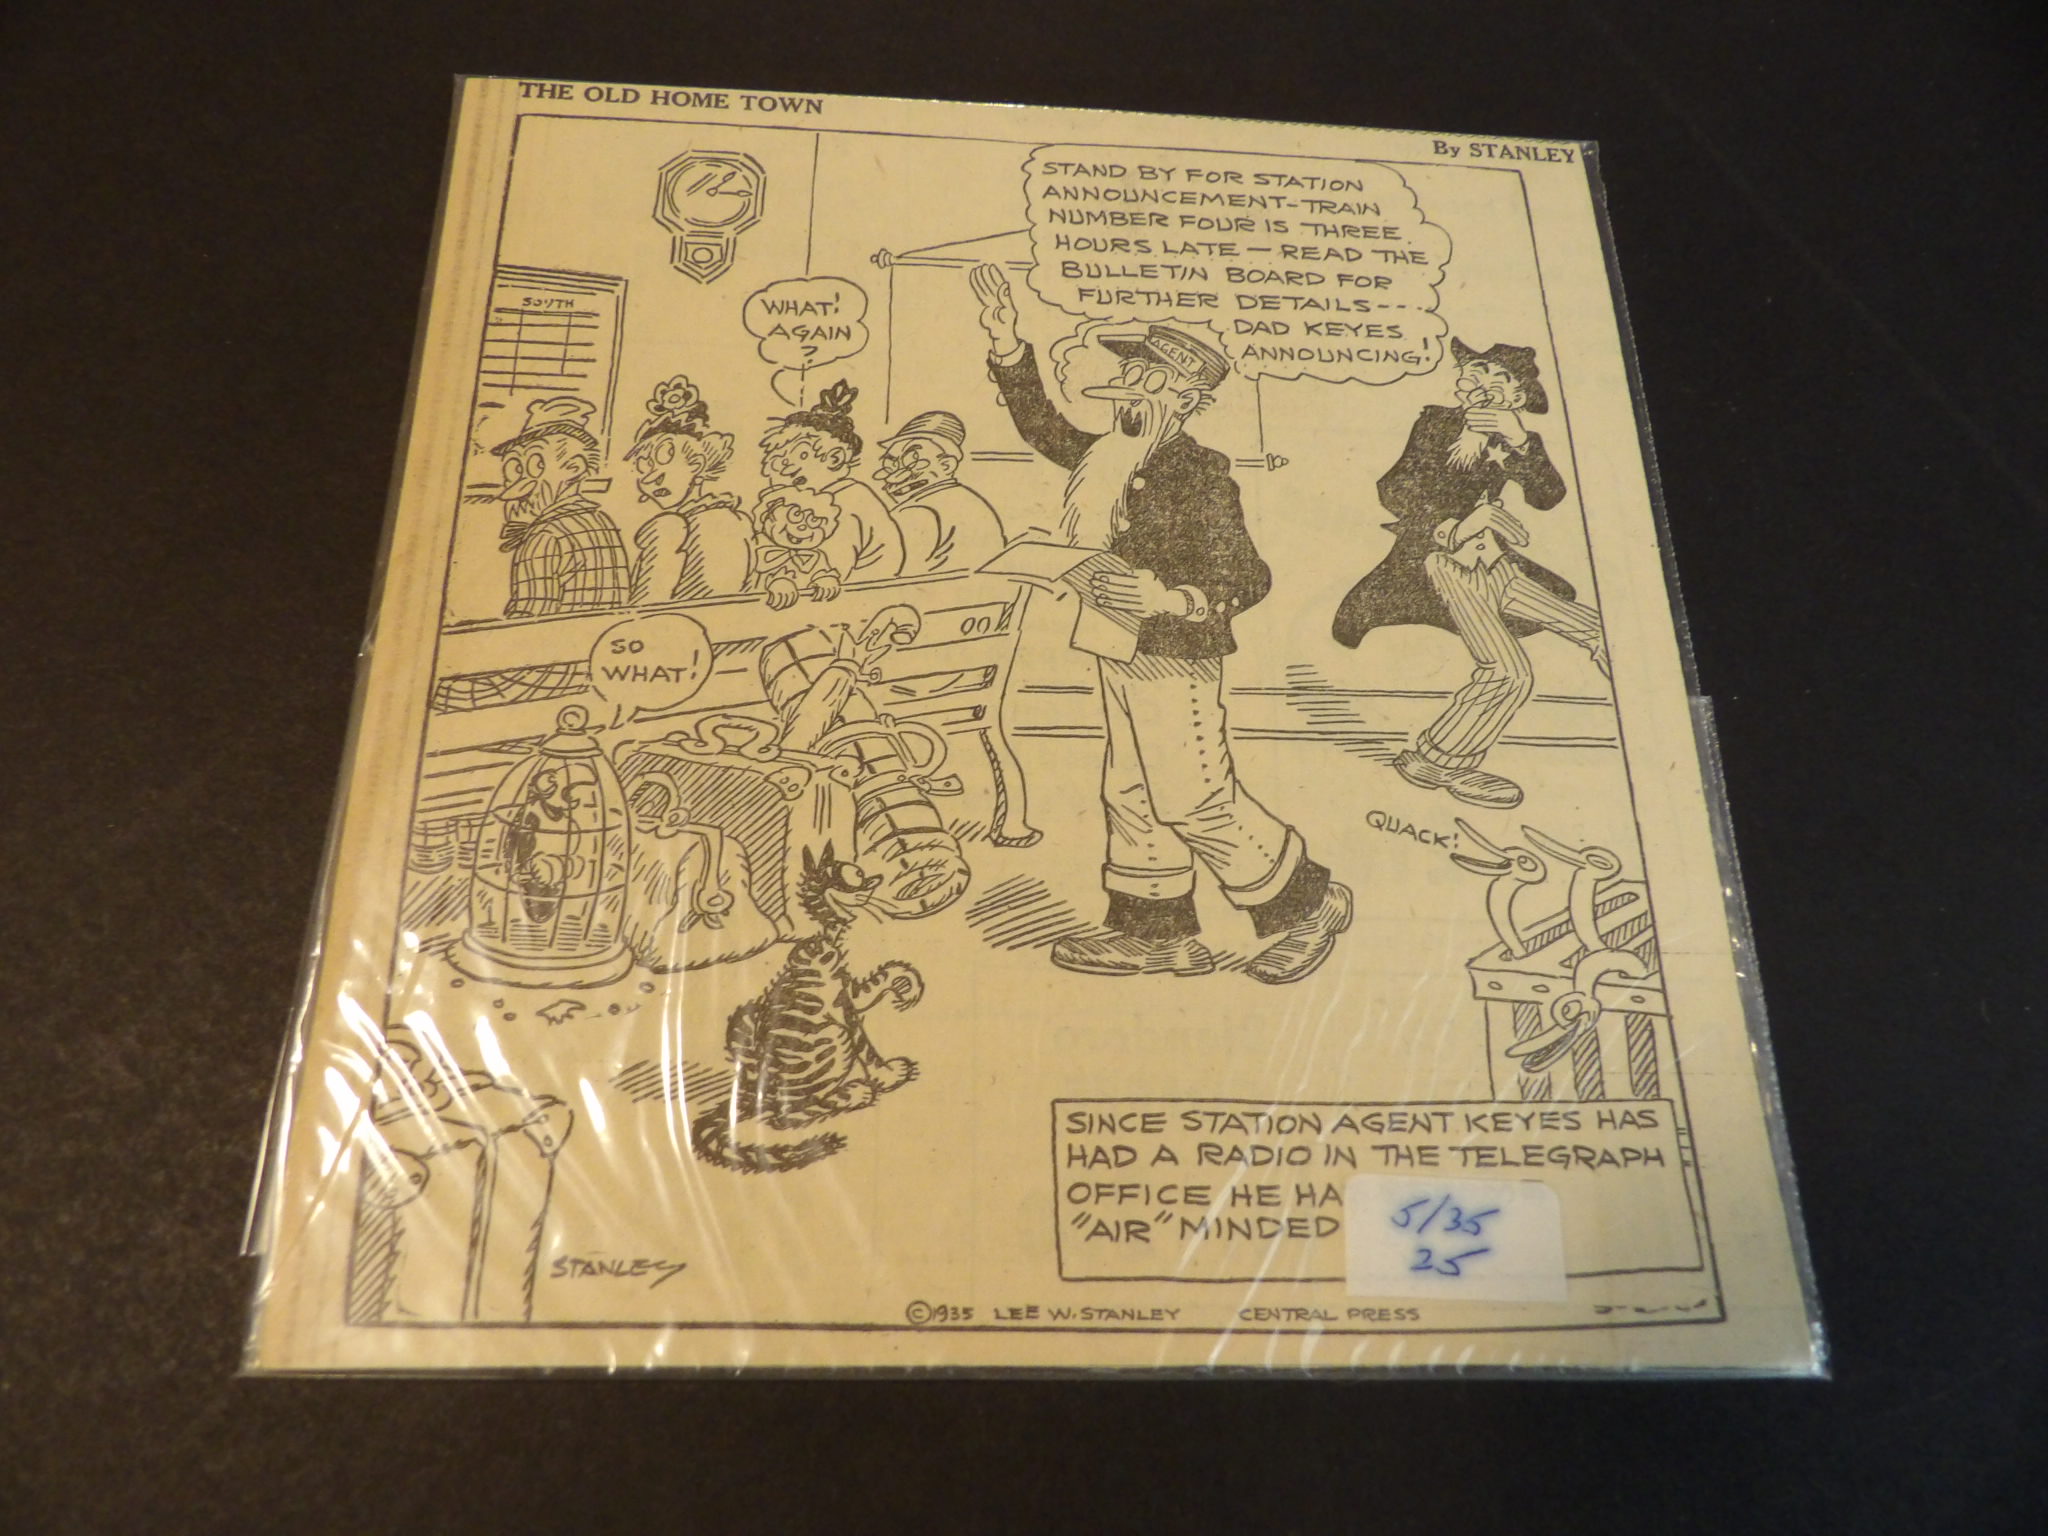 THE OLD HOME TOWN
By STANLEY
STAND BY FOR STATION
ANNOUNCEMENT-TRAIN
NUMBER FOUR IS THREE
HOURS LATE — READ THE
BULLETIN BOARD FOR
FURTHER DETAILS---
DAD KEYES
ANNOUNCING!
SOUTH
WHAT!
AGAIN
?
AGENT
SO
WHAT!
QUACK!
SINCE STATION AGENT KEYES HAS
HAD A RADIO IN THE TELEGRAPH
OFFICE HE HA
"AIR" MINDED
5/35
25
STANLEY
©1935 LEE W. STANLEY CENTRAL PRESS